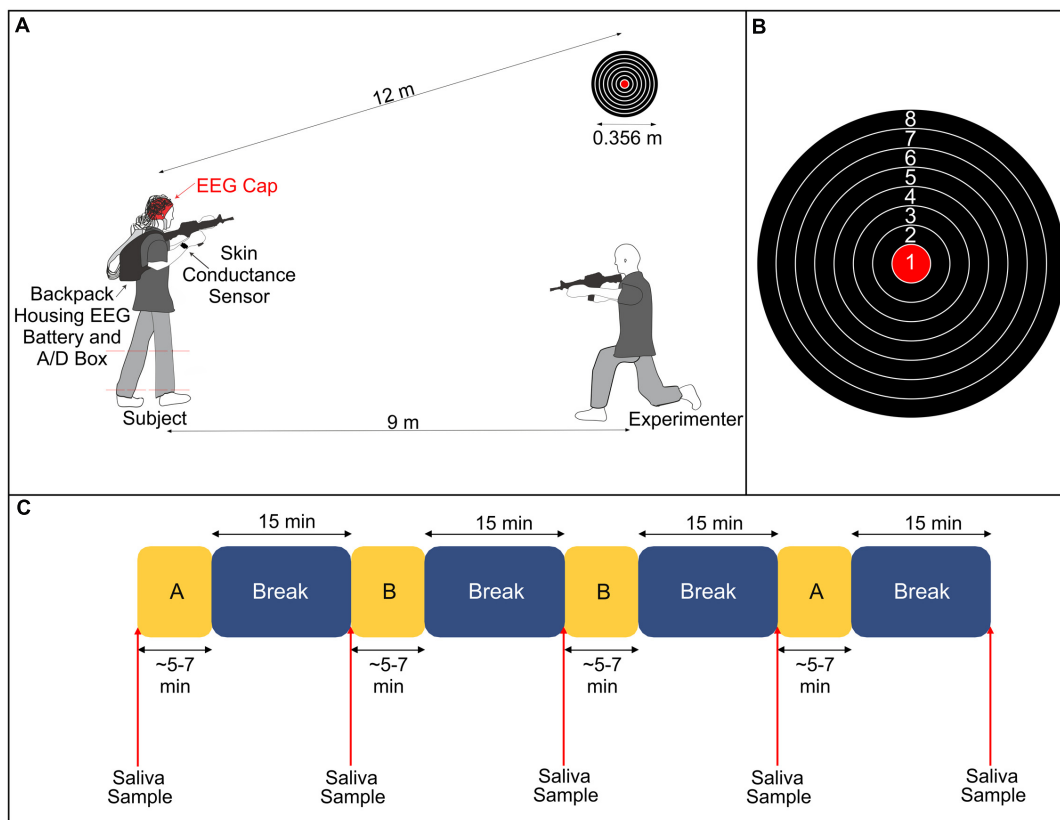 A
12 m
0.356 m
EEG Cap
Skin
Conductance
Sensor
Backpack
Housing EEG
Battery and
A/D Box
Subject
9 m
Experimenter
B
8
7
6
5
4
3
2
1
C
15 min
15 min
15 min
15 min
A
Break
B
Break
B
Break
A
Break
~5-7
min
~5-7
min
~5-7
min
~5-7
min
Saliva
Sample
Saliva
Sample
Saliva
Sample
Saliva
Sample
Saliva
Sample